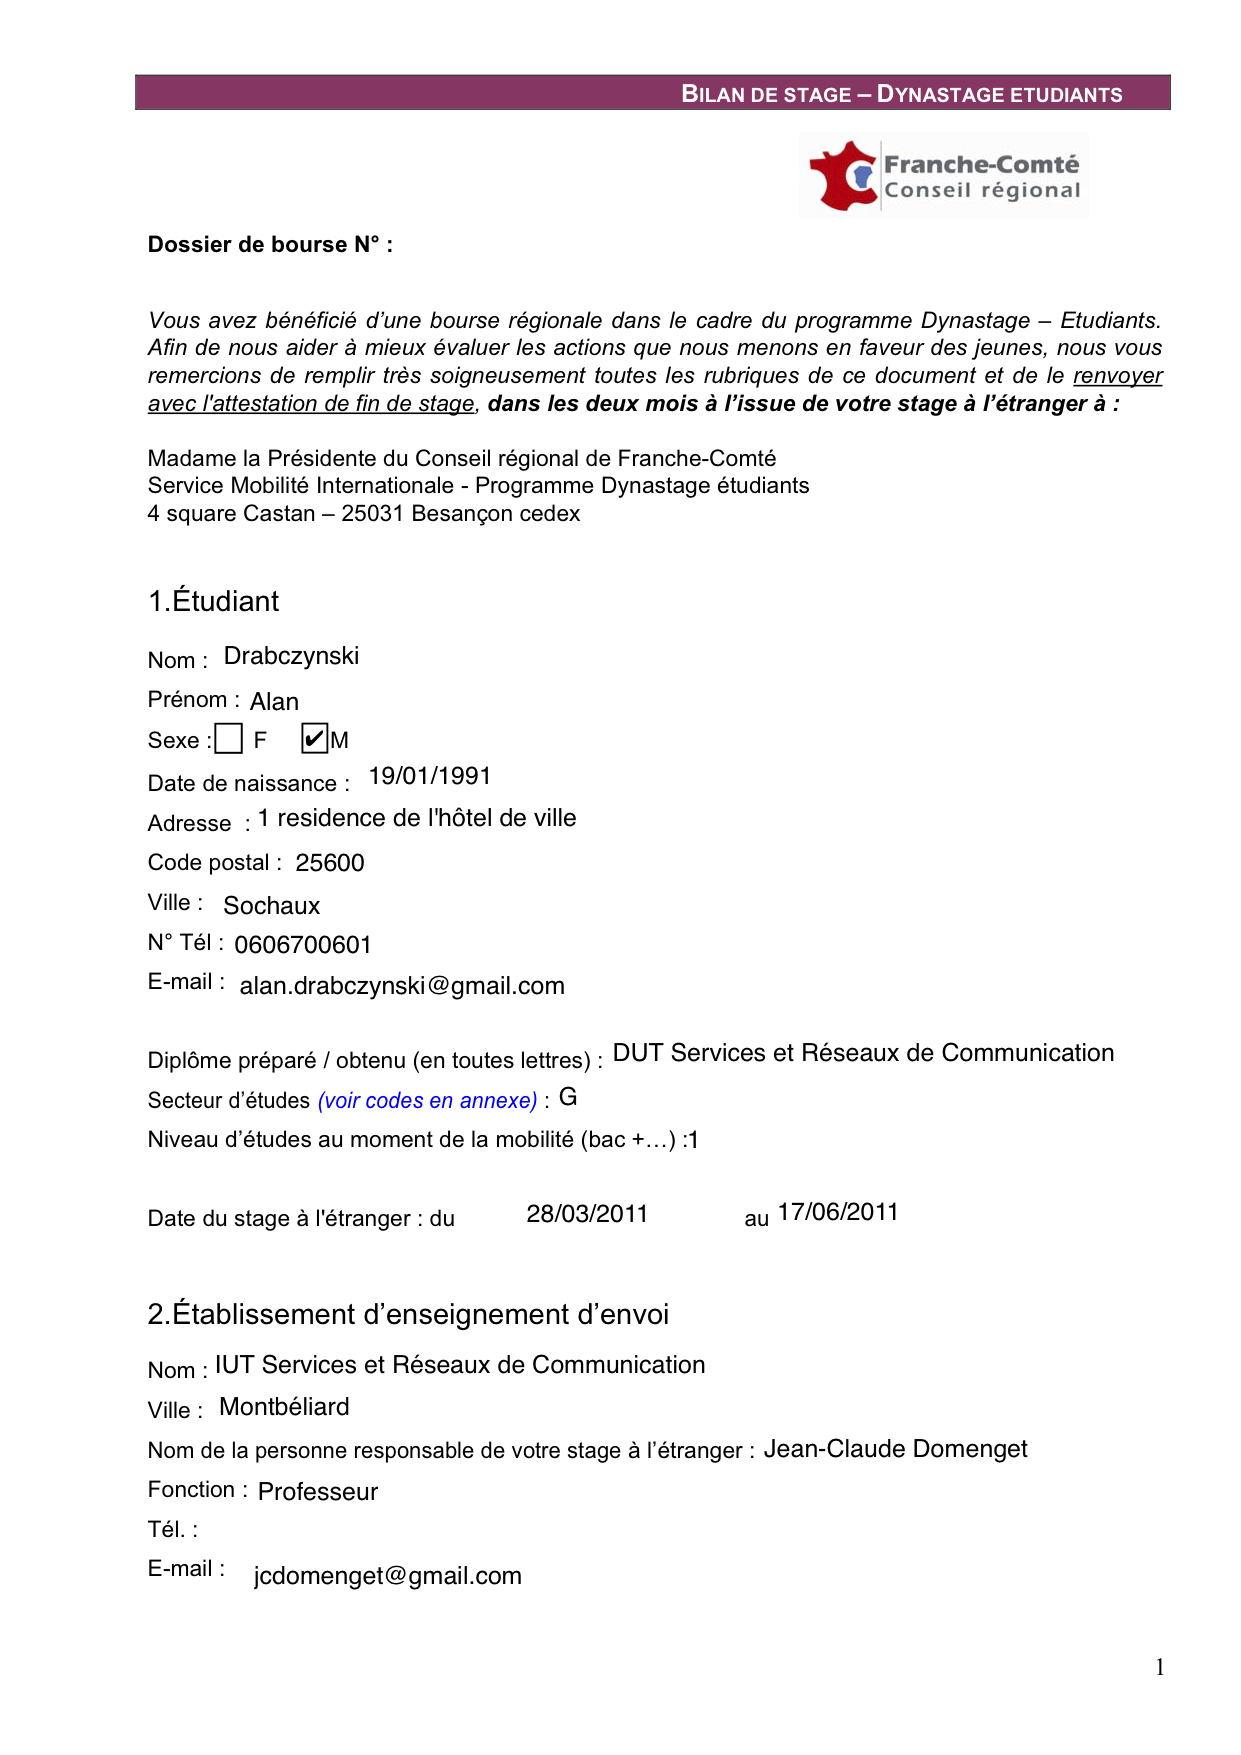 BILAN DE STAGE – DYNASTAGE ETUDIANTS
Franche-Comté
Conseil régional
Dossier de bourse N° :
Vous avez bénéficié d’une bourse régionale dans le cadre du programme Dynastage – Etudiants.
Afin de nous aider à mieux évaluer les actions que nous menons en faveur des jeunes, nous vous
remercions de remplir très soigneusement toutes les rubriques de ce document et de le renvoyer
avec l'attestation de fin de stage, dans les deux mois à l’issue de votre stage à l’étranger à :
Madame la Présidente du Conseil régional de Franche-Comté
Service Mobilité Internationale - Programme Dynastage étudiants
4 square Castan – 25031 Besançon cedex
1.Étudiant
Nom : Drabczynski
Prénom : Alan
Sexe : F ✔ M
Date de naissance : 19/01/1991
Adresse : 1 residence de l'hôtel de ville
Code postal : 25600
Ville : Sochaux
N° Tél : 0606700601
E-mail : alan.drabczynski@gmail.com
Diplôme préparé / obtenu (en toutes lettres) : DUT Services et Réseaux de Communication
Secteur d’études (voir codes en annexe) : G
Niveau d’études au moment de la mobilité (bac +…) :1
Date du stage à l'étranger : du 28/03/2011 au 17/06/2011
2.Établissement d’enseignement d’envoi
Nom : IUT Services et Réseaux de Communication
Ville : Montbéliard
Nom de la personne responsable de votre stage à l’étranger : Jean-Claude Domenget
Fonction : Professeur
Tél. :
E-mail : jcdomenget@gmail.com
1